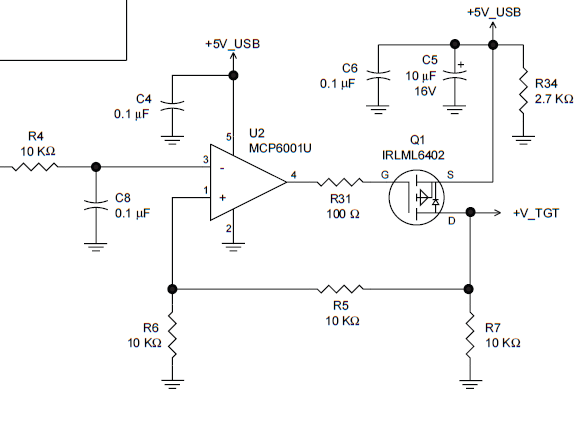 +5V_USB
+5V_USB
C4
0.1 µF
C6
0.1 µF
C5
10 µF
16V
+
R34
2.7 KΩ
R4
10 KΩ
5
U2
MCP6001U
Q1
IRLML6402
3
-
4
G
S
C8
0.1 µF
1
+
R31
100 Ω
D
+V_TGT
2
R5
10 KΩ
R6
10 KΩ
R7
10 KΩ